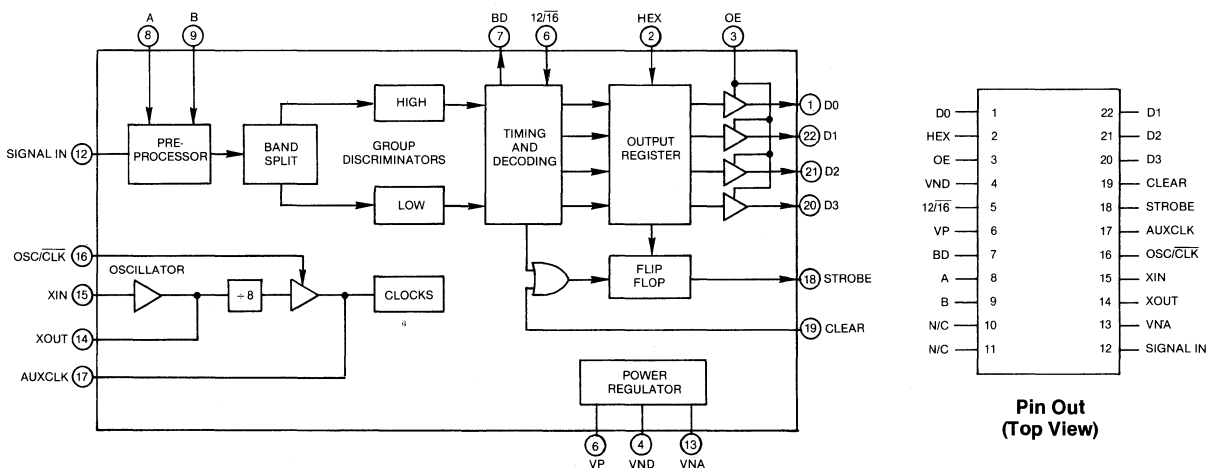 A
B
BD
12/16
HEX
OE
8
9
7
6
2
3
SIGNAL IN 12
PRE-
PROCESSOR
BAND
SPLIT
HIGH
GROUP
DISCRIMINATORS
LOW
TIMING
AND
DECODING
OUTPUT
REGISTER
1 D0
22 D1
21 D2
20 D3
OSC/CLK 16
OSCILLATOR
XIN 15
÷8
CLOCKS
6
XOUT 14
AUXCLK 17
FLIP
FLOP
18 STROBE
19 CLEAR
POWER
REGULATOR
6
4
13
VP
VND
VNA
D0 1 22 D1
HEX 2 21 D2
OE 3 20 D3
VND 4 19 CLEAR
12/16 5 18 STROBE
VP 6 17 AUXCLK
BD 7 16 OSC/CLK
A 8 15 XIN
B 9 14 XOUT
N/C 10 13 VNA
N/C 11 12 SIGNAL IN
Pin Out
(Top View)